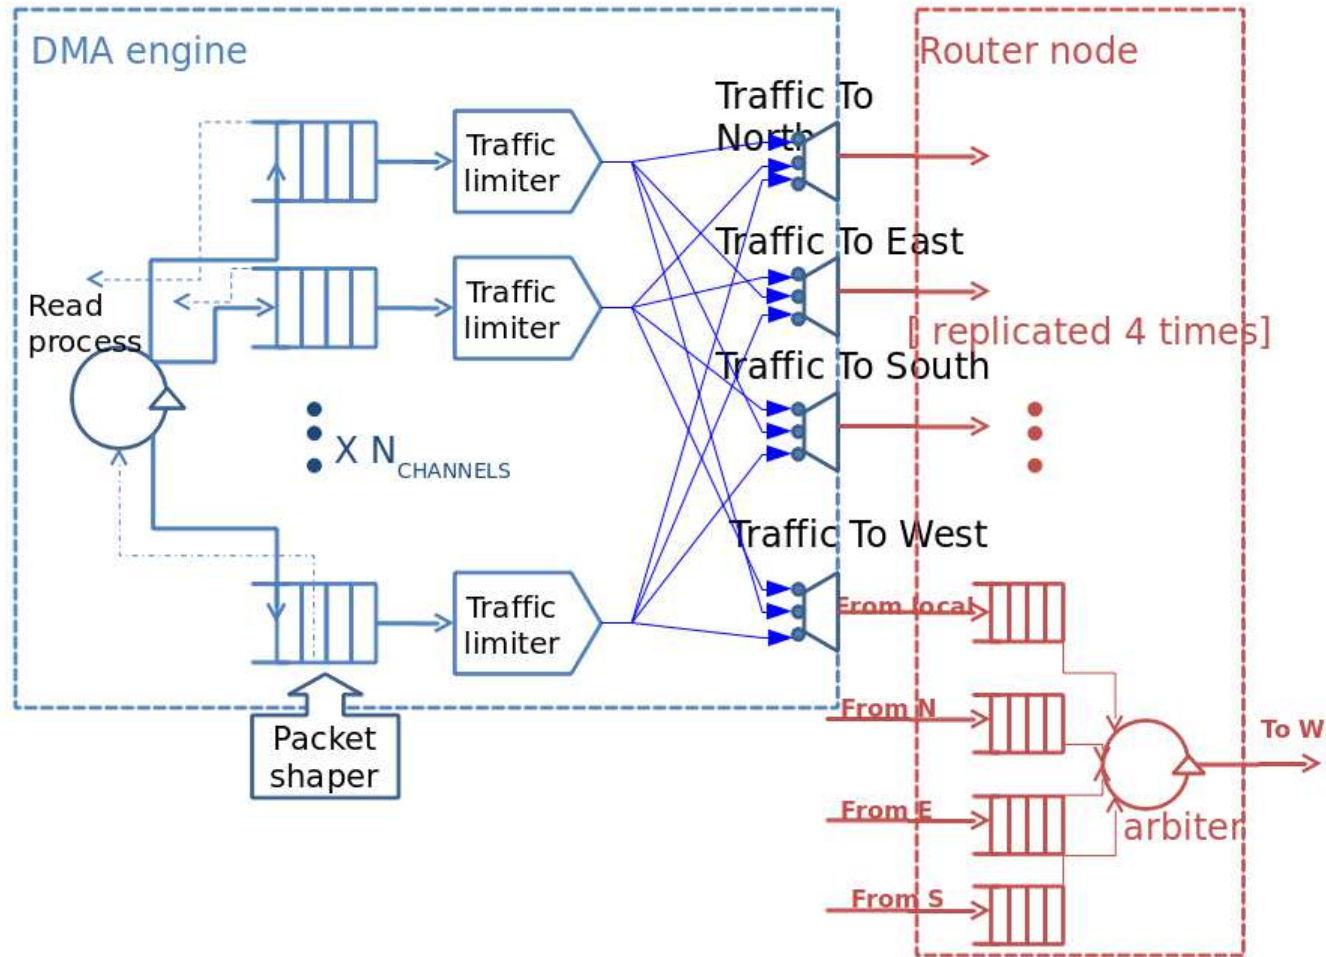 DMA engine
Router node
Traffic To
North
Traffic
limiter
Traffic To East
Read
process
Traffic
limiter
[ replicated 4 times]
Traffic To South
X N CHANNELS
Traffic To West
Traffic
limiter
From local
From N
Packet
shaper
To W
From E
arbiter
From S